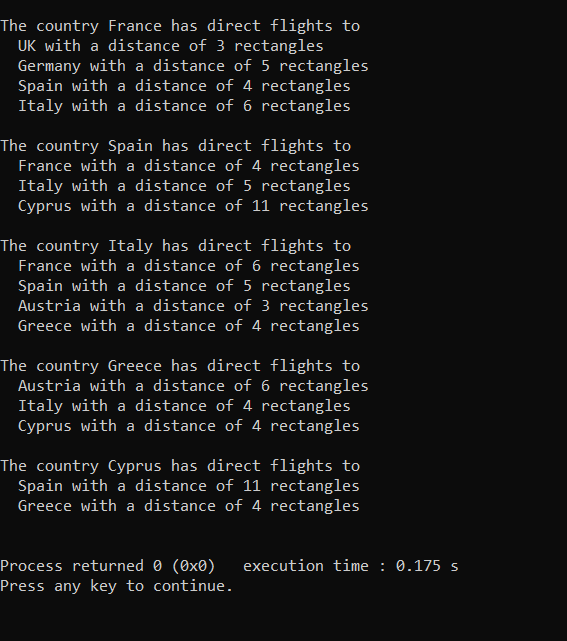 The country France has direct flights to
  UK with a distance of 3 rectangles
  Germany with a distance of 5 rectangles
  Spain with a distance of 4 rectangles
  Italy with a distance of 6 rectangles

The country Spain has direct flights to
  France with a distance of 4 rectangles
  Italy with a distance of 5 rectangles
  Cyprus with a distance of 11 rectangles

The country Italy has direct flights to
  France with a distance of 6 rectangles
  Spain with a distance of 5 rectangles
  Austria with a distance of 3 rectangles
  Greece with a distance of 4 rectangles

The country Greece has direct flights to
  Austria with a distance of 6 rectangles
  Italy with a distance of 4 rectangles
  Cyprus with a distance of 4 rectangles

The country Cyprus has direct flights to
  Spain with a distance of 11 rectangles
  Greece with a distance of 4 rectangles

Process returned 0 (0x0)   execution time : 0.175 s
Press any key to continue.